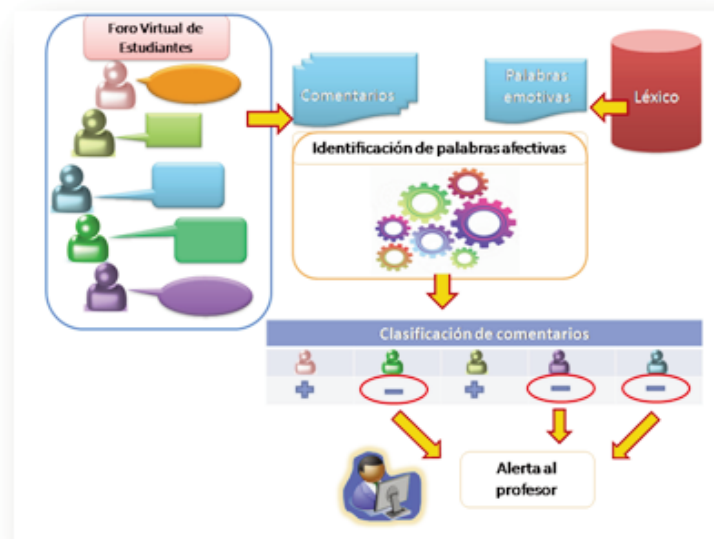 Foro Virtual de
Estudiantes
Comentarios
Palabras
emotivas
Léxico
Identificación de palabras afectivas
Clasificación de comentarios
+ − + − −
Alerta al
profesor